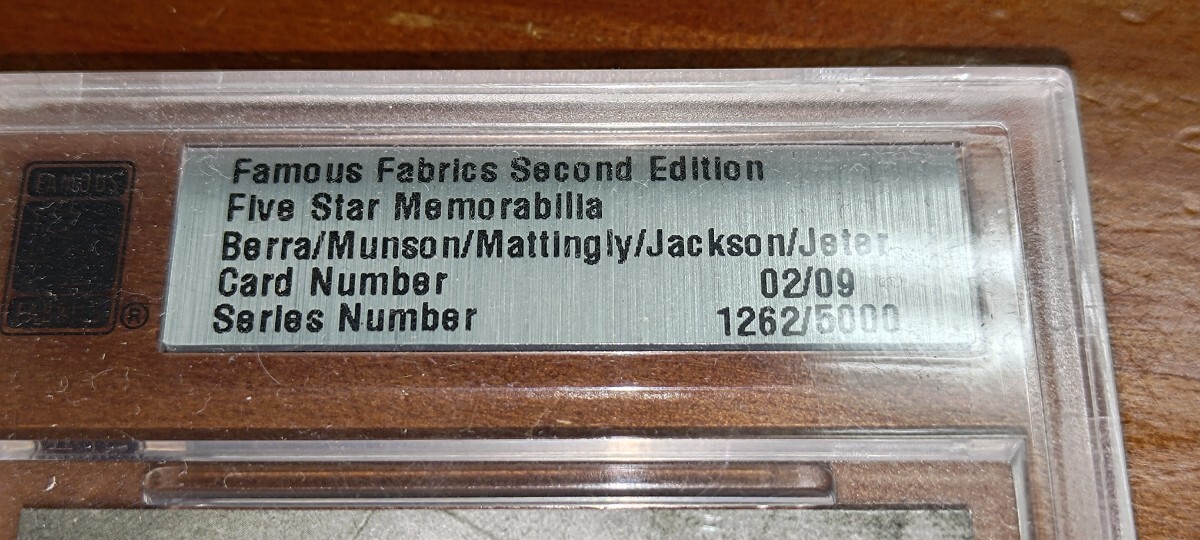 Famous Fabrics Second Edition
Five Star Memorabilia
Berra/Munson/Mattingly/Jackson/Jeter
Card Number 02/09
Series Number 1262/5000
FAMOUS
®